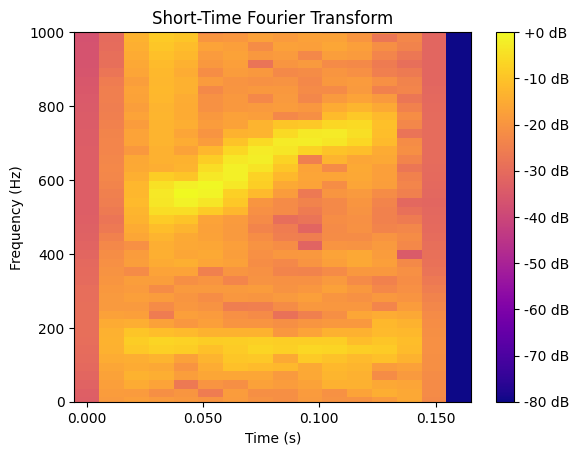 Short-Time Fourier Transform
1000
800
600
400
200
0
Frequency (Hz)
0.000
0.050
0.100
0.150
Time (s)
+0 dB
-10 dB
-20 dB
-30 dB
-40 dB
-50 dB
-60 dB
-70 dB
-80 dB